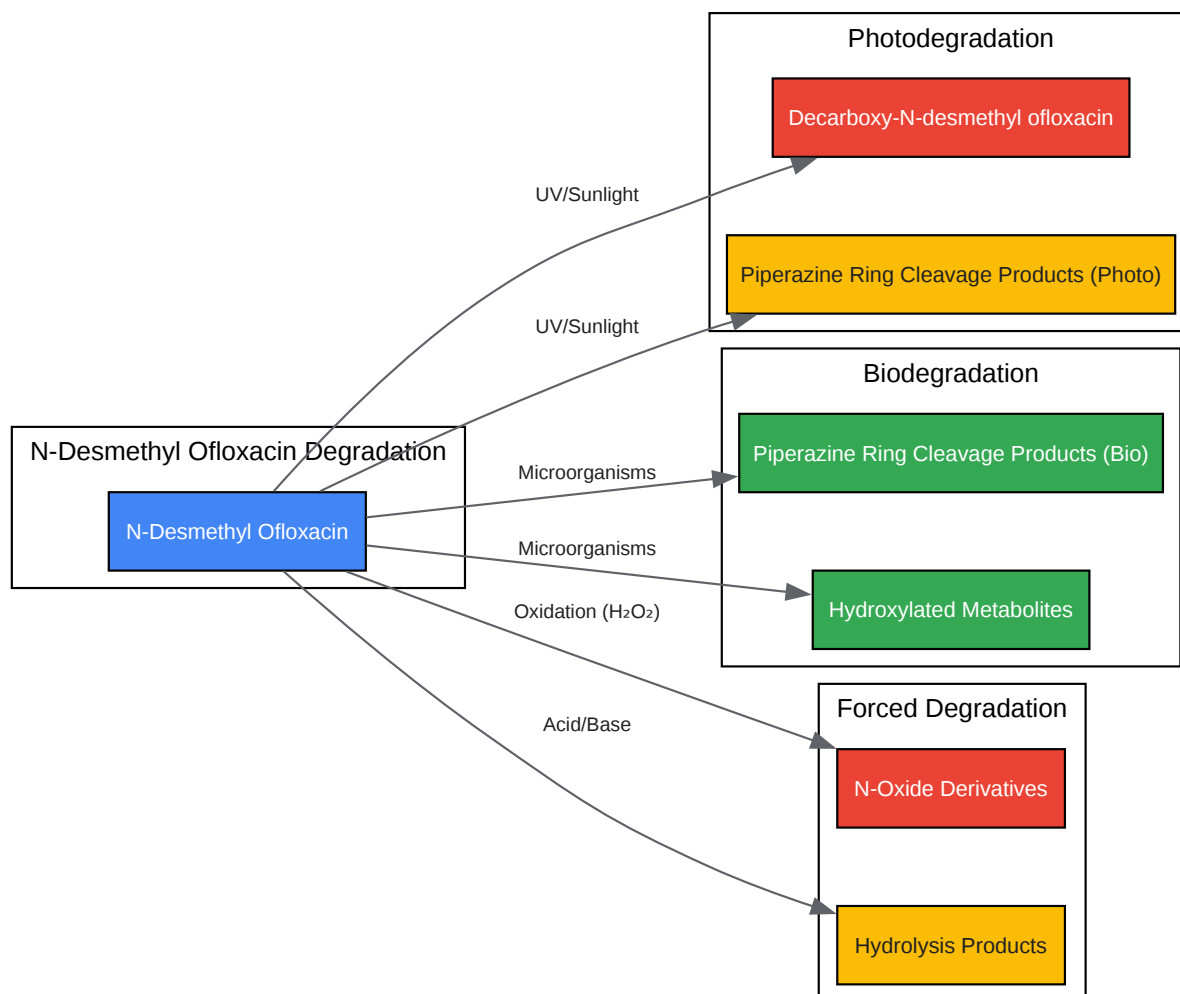 Photodegradation
Decarboxy-N-desmethyl ofloxacin
UV/Sunlight
Piperazine Ring Cleavage Products (Photo)
UV/Sunlight
Biodegradation
Piperazine Ring Cleavage Products (Bio)
N-Desmethyl Ofloxacin Degradation
Microorganisms
N-Desmethyl Ofloxacin
Microorganisms
Hydroxylated Metabolites
Oxidation (H₂O₂)
Forced Degradation
Acid/Base
N-Oxide Derivatives
Hydrolysis Products